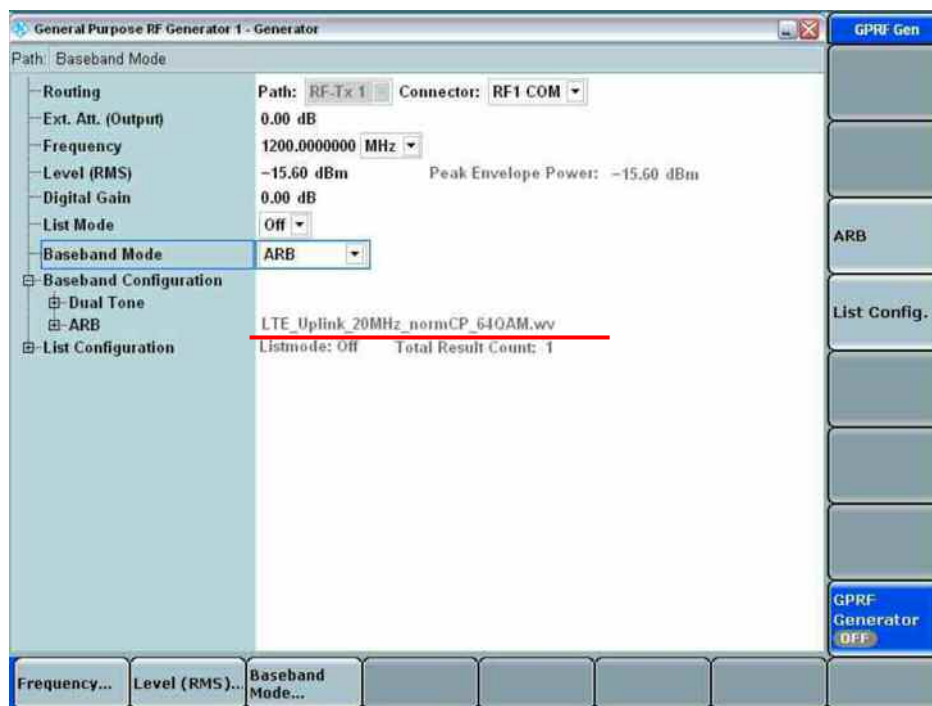 General Purpose RF Generator 1 - Generator
GPRF Gen
Path: Baseband Mode
Routing Path: RF-Tx 1 Connector: RF1 COM
Ext. Att. (Output) 0.00 dB
Frequency 1200.0000000 MHz
Level (RMS) −15.60 dBm Peak Envelope Power: −15.60 dBm
Digital Gain 0.00 dB
List Mode Off
Baseband Mode ARB
Baseband Configuration
Dual Tone
ARB LTE_Uplink_20MHz_normCP_64QAM.wv
List Configuration Listmode: Off Total Result Count: 1
ARB
List Config.
GPRF
Generator
OFF
Frequency... Level (RMS)... Baseband
Mode...